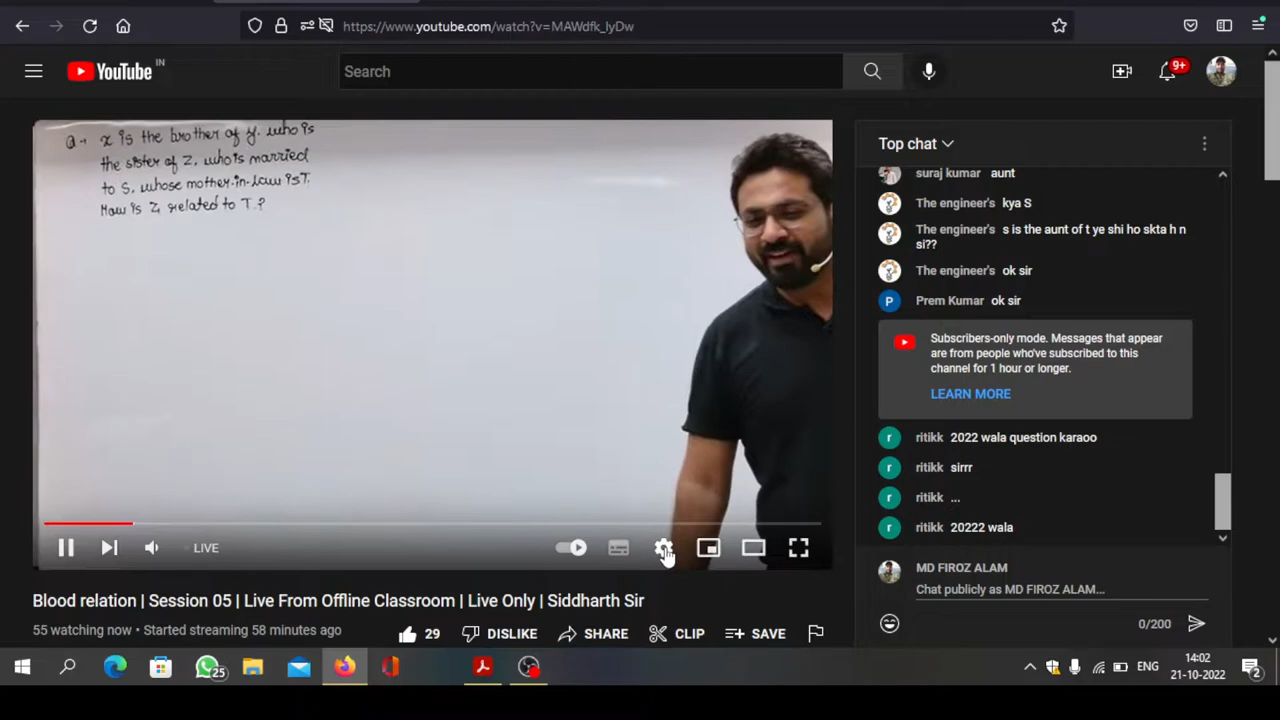 https://www.youtube.com/watch?v=MAWdfk_lyDw
YouTube IN
Search
9+
Q→ x is the brother of y. who is
the sister of Z, who is married
to S, whose mother-in-law is T.
How is Z related to T.?
LIVE
Blood relation | Session 05 | Live From Offline Classroom | Live Only | Siddharth Sir
55 watching now • Started streaming 58 minutes ago
29 DISLIKE SHARE CLIP SAVE
Top chat
suraj kumar aunt
The engineer's kya S
The engineer's s is the aunt of t ye shi ho skta h n
si??
The engineer's ok sir
P Prem Kumar ok sir
Subscribers-only mode. Messages that appear
are from people who've subscribed to this
channel for 1 hour or longer.
LEARN MORE
r ritikk 2022 wala question karaoo
r ritikk sirrr
r ritikk ...
r ritikk 20222 wala
MD FIROZ ALAM
Chat publicly as MD FIROZ ALAM...
0/200
25
ENG
14:02
21-10-2022
2